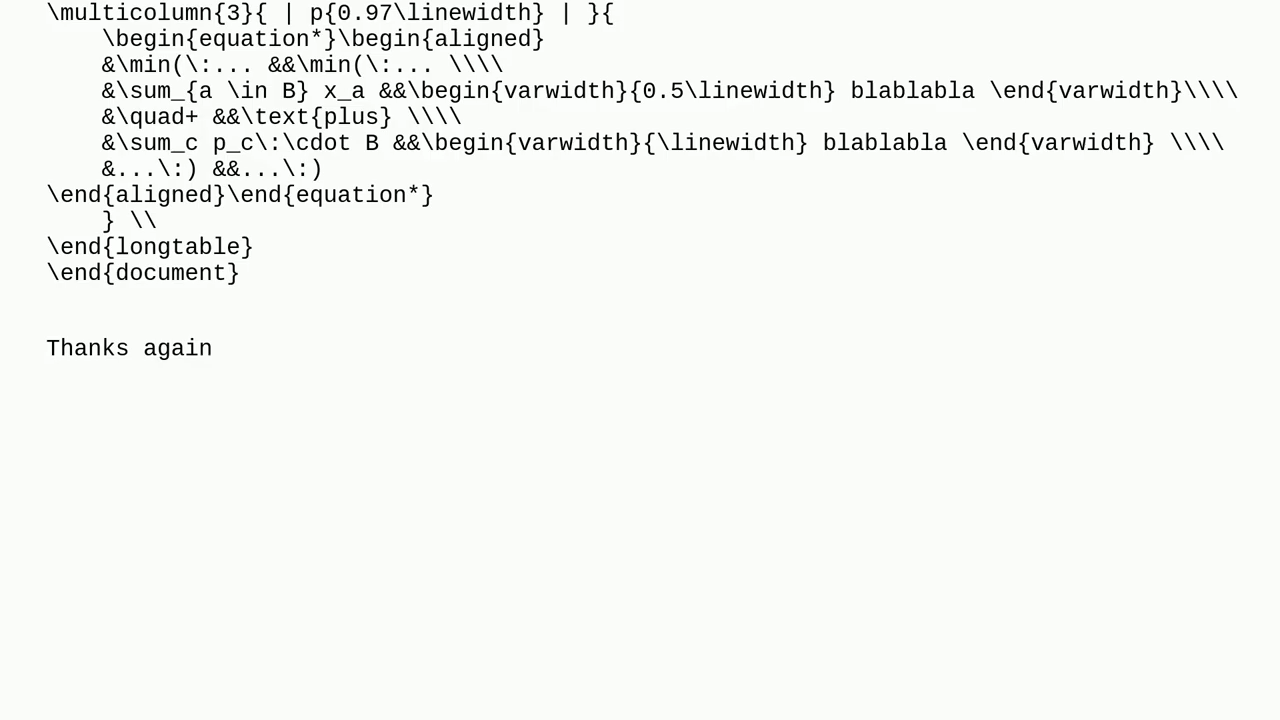 \multicolumn{3}{ | p{0.97\linewidth} | }{
    \begin{equation*}\begin{aligned}
    &\min(\:... &&\min(\:... \\\\
    &\sum_{a \in B} x_a &&\begin{varwidth}{0.5\linewidth} blablabla \end{varwidth}\\\\
    &\quad+ &&\text{plus} \\\\
    &\sum_c p_c\:\cdot B &&\begin{varwidth}{\linewidth} blablabla \end{varwidth} \\\\
    &...\:) &&...\:)
\end{aligned}\end{equation*}
    } \\
\end{longtable}
\end{document}
Thanks again